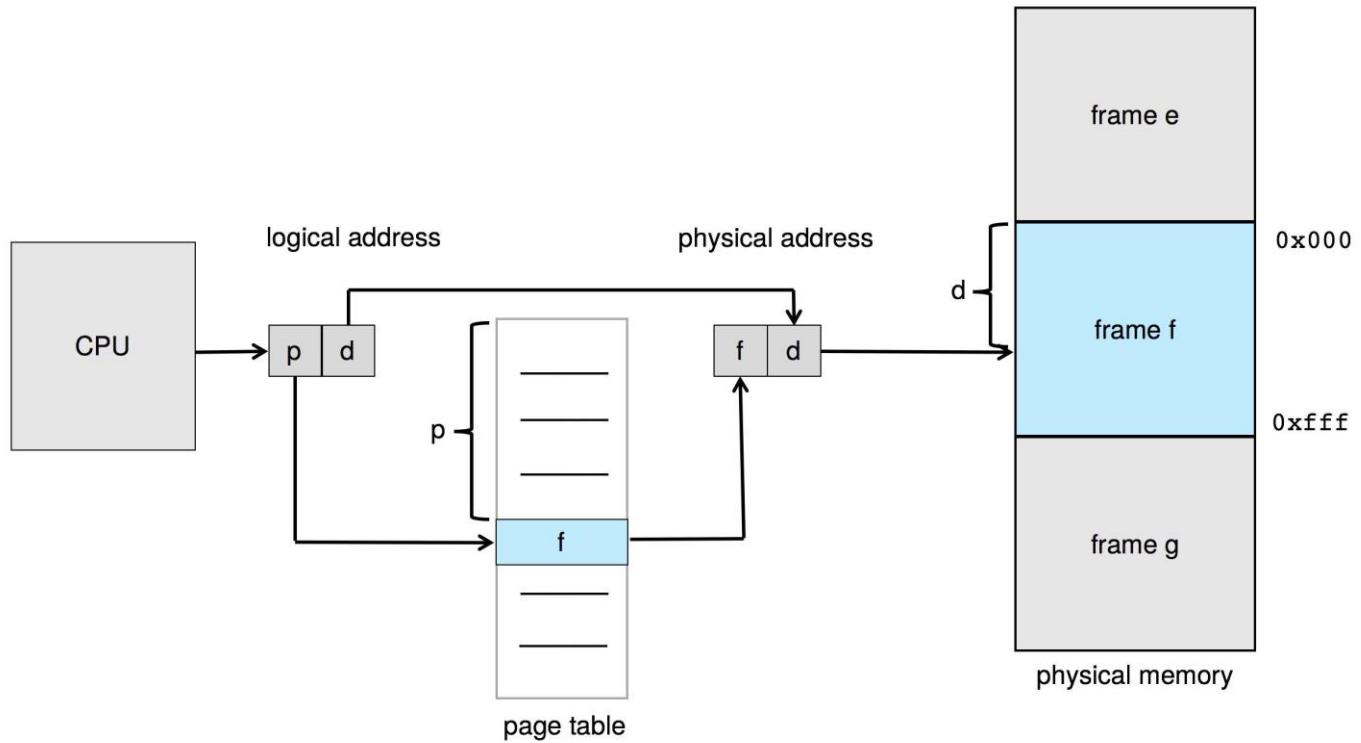 frame e
logical address
physical address
0x000
d
CPU
p
d
f
d
frame f
p
0xfff
f
frame g
physical memory
page table